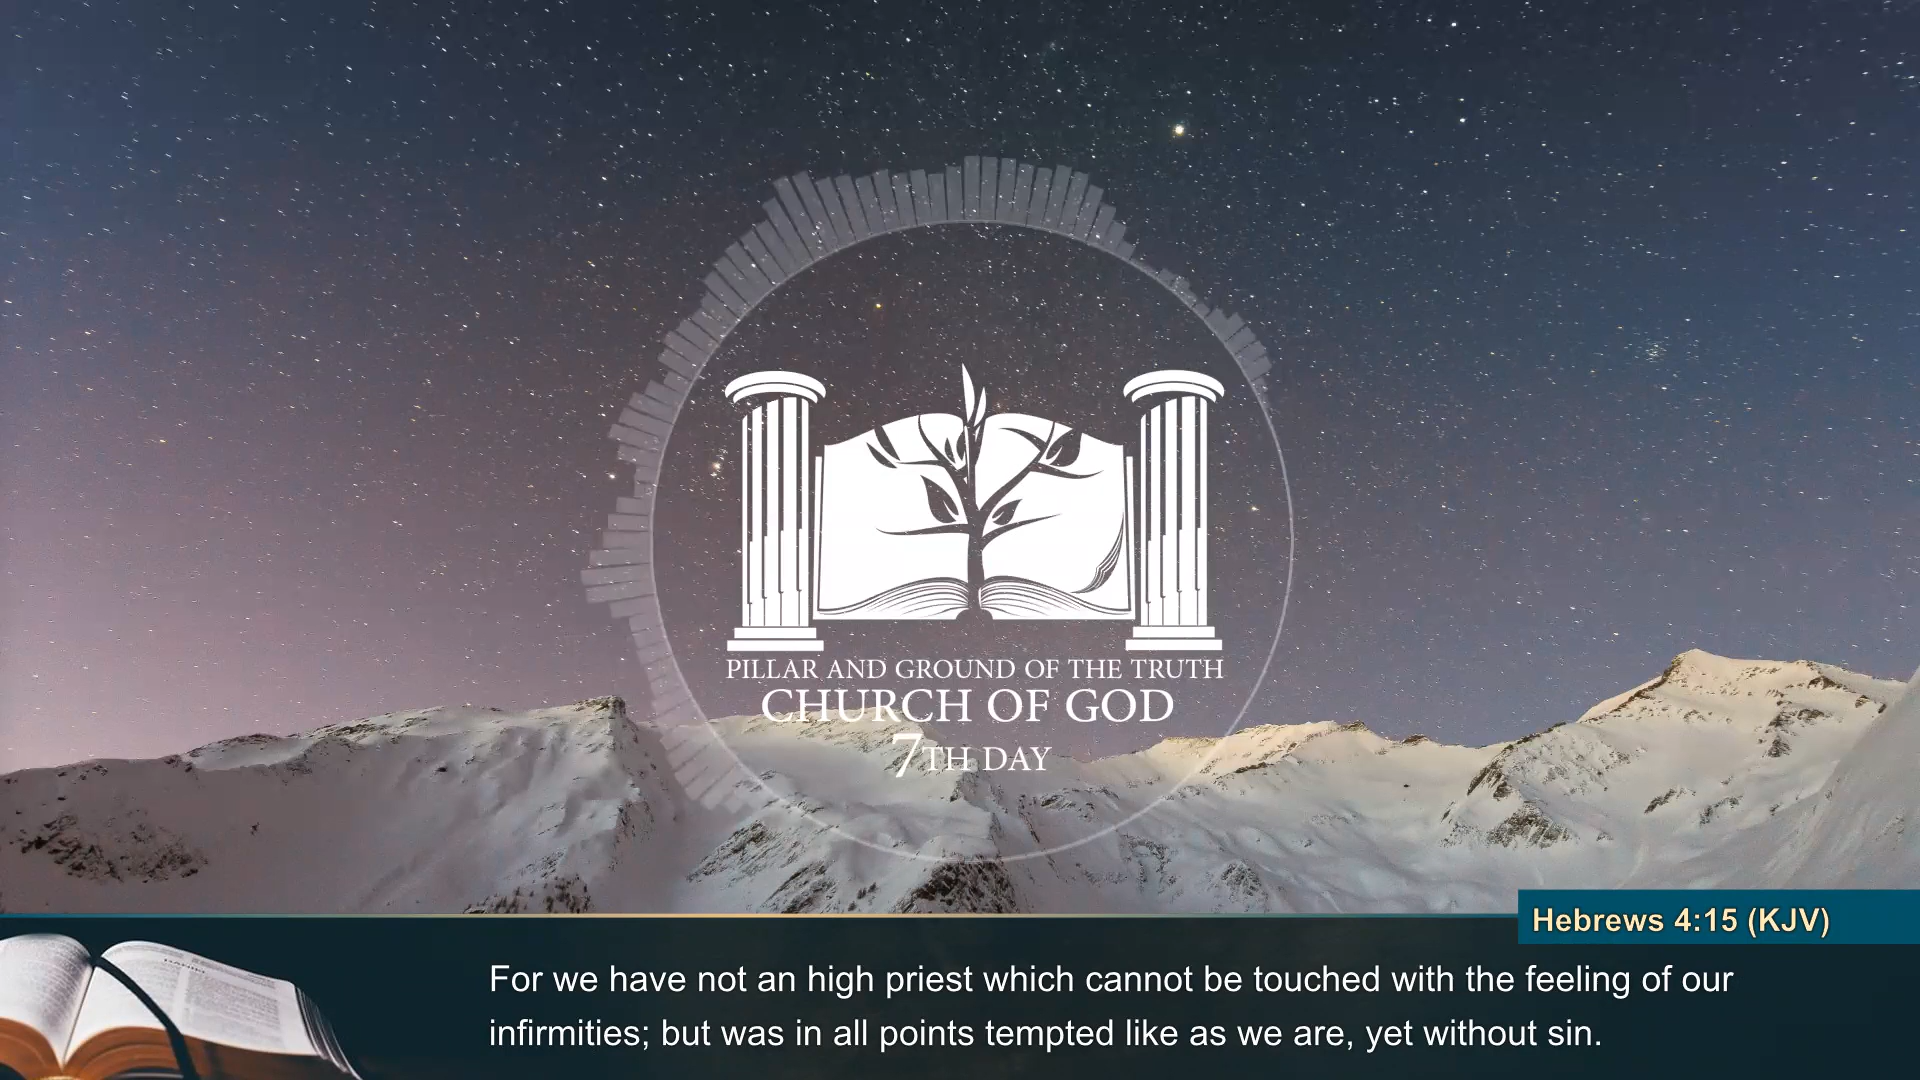 PILLAR AND GROUND OF THE TRUTH
CHURCH OF GOD
7TH DAY
Hebrews 4:15 (KJV)
For we have not an high priest which cannot be touched with the feeling of our
infirmities; but was in all points tempted like as we are, yet without sin.